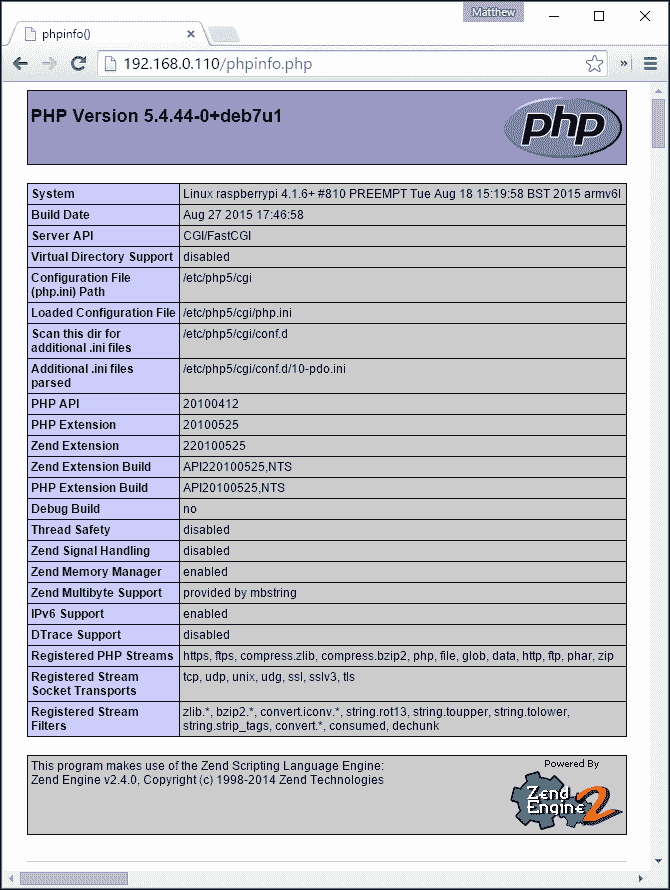 Matthew
phpinfo()
192.168.0.110/phpinfo.php
PHP Version 5.4.44-0+deb7u1
php
System Linux raspberrypi 4.1.6+ #810 PREEMPT Tue Aug 18 15:19:58 BST 2015 armv6l
Build Date Aug 27 2015 17:46:58
Server API CGI/FastCGI
Virtual Directory Support disabled
Configuration File /etc/php5/cgi
(php.ini) Path
Loaded Configuration File /etc/php5/cgi/php.ini
Scan this dir for /etc/php5/cgi/conf.d
additional .ini files
Additional .ini files /etc/php5/cgi/conf.d/10-pdo.ini
parsed
PHP API 20100412
PHP Extension 20100525
Zend Extension 220100525
Zend Extension Build API220100525,NTS
PHP Extension Build API20100525,NTS
Debug Build no
Thread Safety disabled
Zend Signal Handling disabled
Zend Memory Manager enabled
Zend Multibyte Support provided by mbstring
IPv6 Support enabled
DTrace Support disabled
Registered PHP Streams https, ftps, compress.zlib, compress.bzip2, php, file, glob, data, http, ftp, phar, zip
Registered Stream tcp, udp, unix, udg, ssl, sslv3, tls
Socket Transports
Registered Stream zlib.*, bzip2.*, convert.iconv.*, string.rot13, string.toupper, string.tolower,
Filters string.strip_tags, convert.*, consumed, dechunk
This program makes use of the Zend Scripting Language Engine:
Zend Engine v2.4.0, Copyright (c) 1998-2014 Zend Technologies
Powered By
Zend
Engine 2